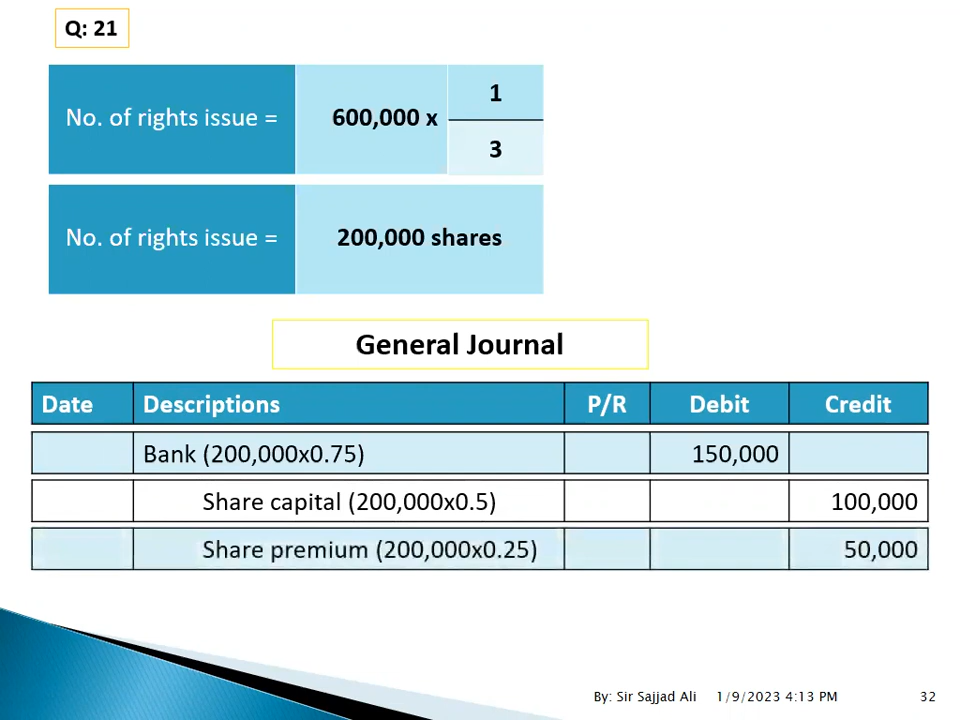 Q: 21
No. of rights issue = 600,000 x 1
3
No. of rights issue = 200,000 shares
General Journal
Date Descriptions P/R Debit Credit
Bank (200,000x0.75) 150,000
Share capital (200,000x0.5) 100,000
Share premium (200,000x0.25) 50,000
By: Sir Sajjad Ali 1/9/2023 4:13 PM 32